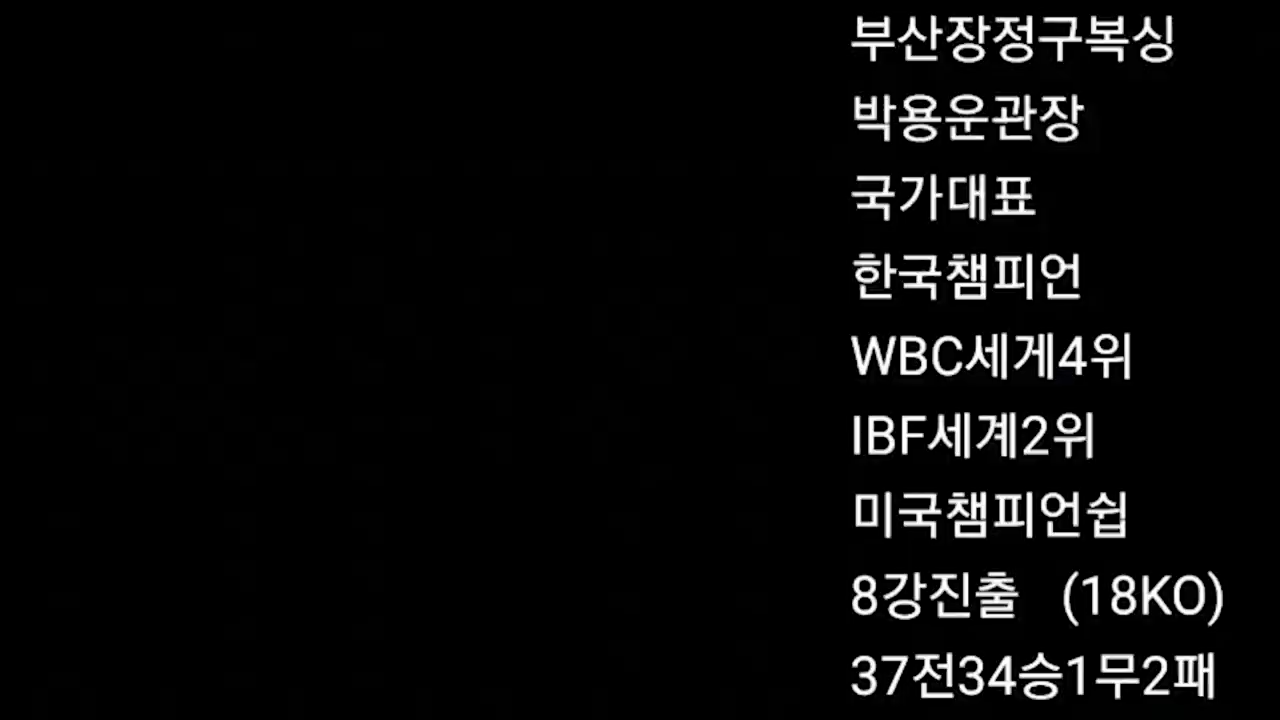 부산장정구복싱
박용운관장
국가대표
한국챔피언
WBC세게4위
IBF세계2위
미국챔피언쉽
8강진출 (18KO)
37전34승1무2패